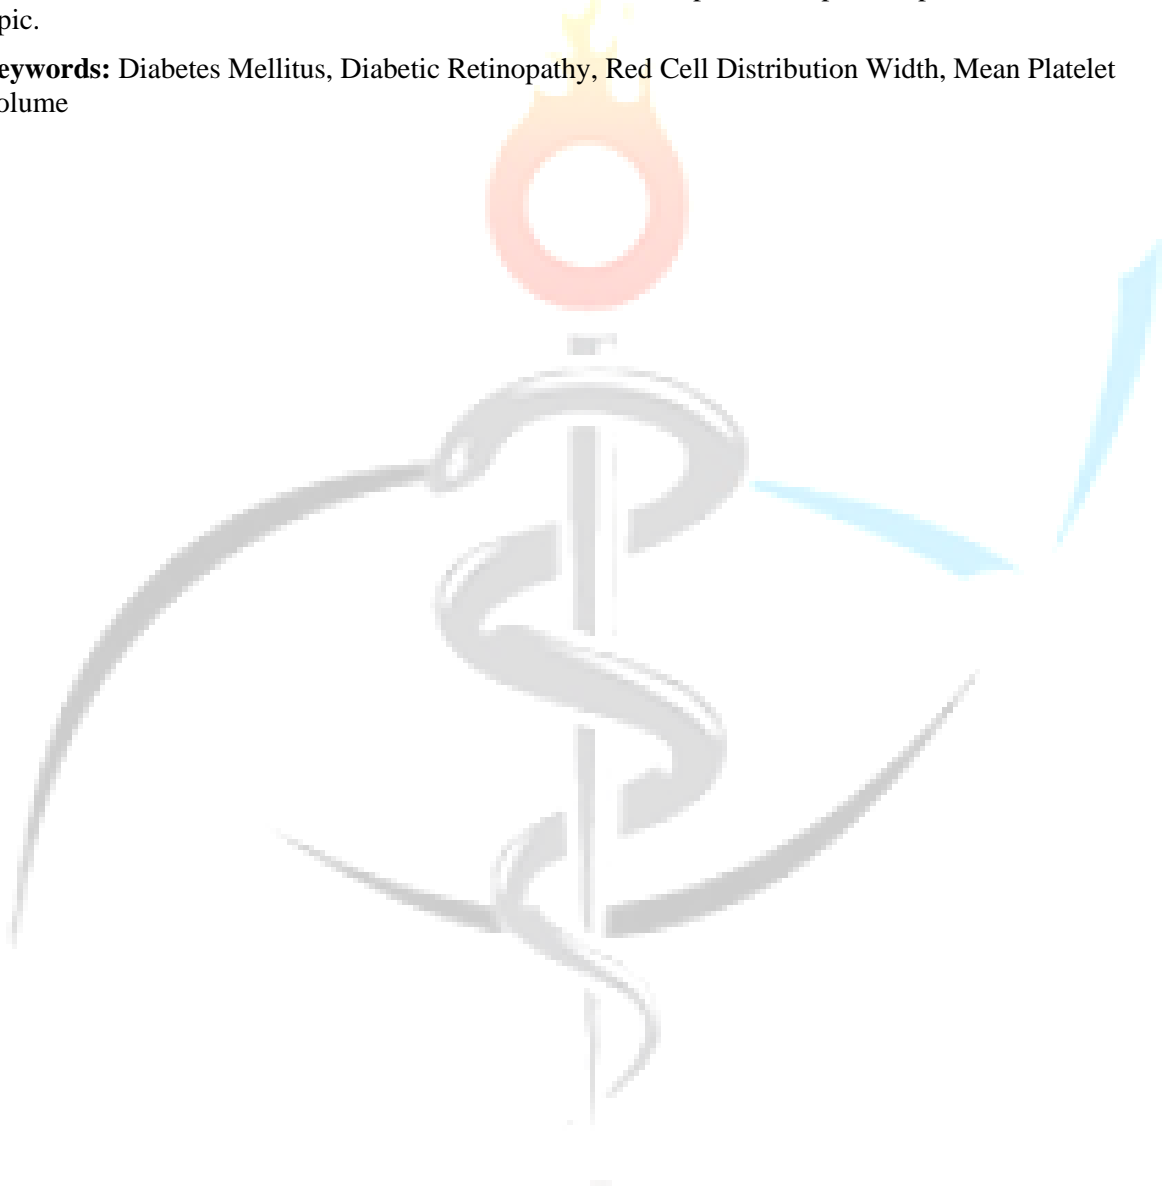 pic.
eywords: Diabetes Mellitus, Diabetic Retinopathy, Red Cell Distribution Width, Mean Platelet
olume